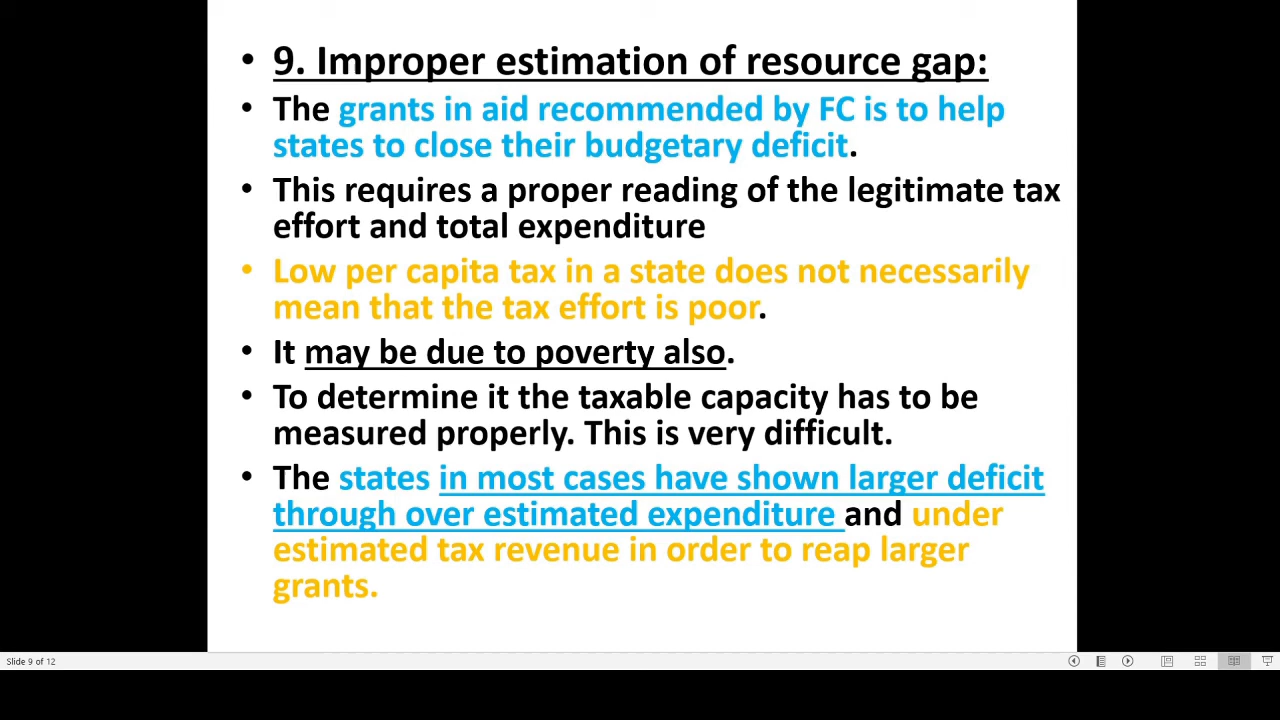 • 9. Improper estimation of resource gap:
• The grants in aid recommended by FC is to help
states to close their budgetary deficit.
• This requires a proper reading of the legitimate tax
effort and total expenditure
• Low per capita tax in a state does not necessarily
mean that the tax effort is poor.
• It may be due to poverty also.
• To determine it the taxable capacity has to be
measured properly. This is very difficult.
• The states in most cases have shown larger deficit
through over estimated expenditure and under
estimated tax revenue in order to reap larger
grants.
Slide 9 of 12